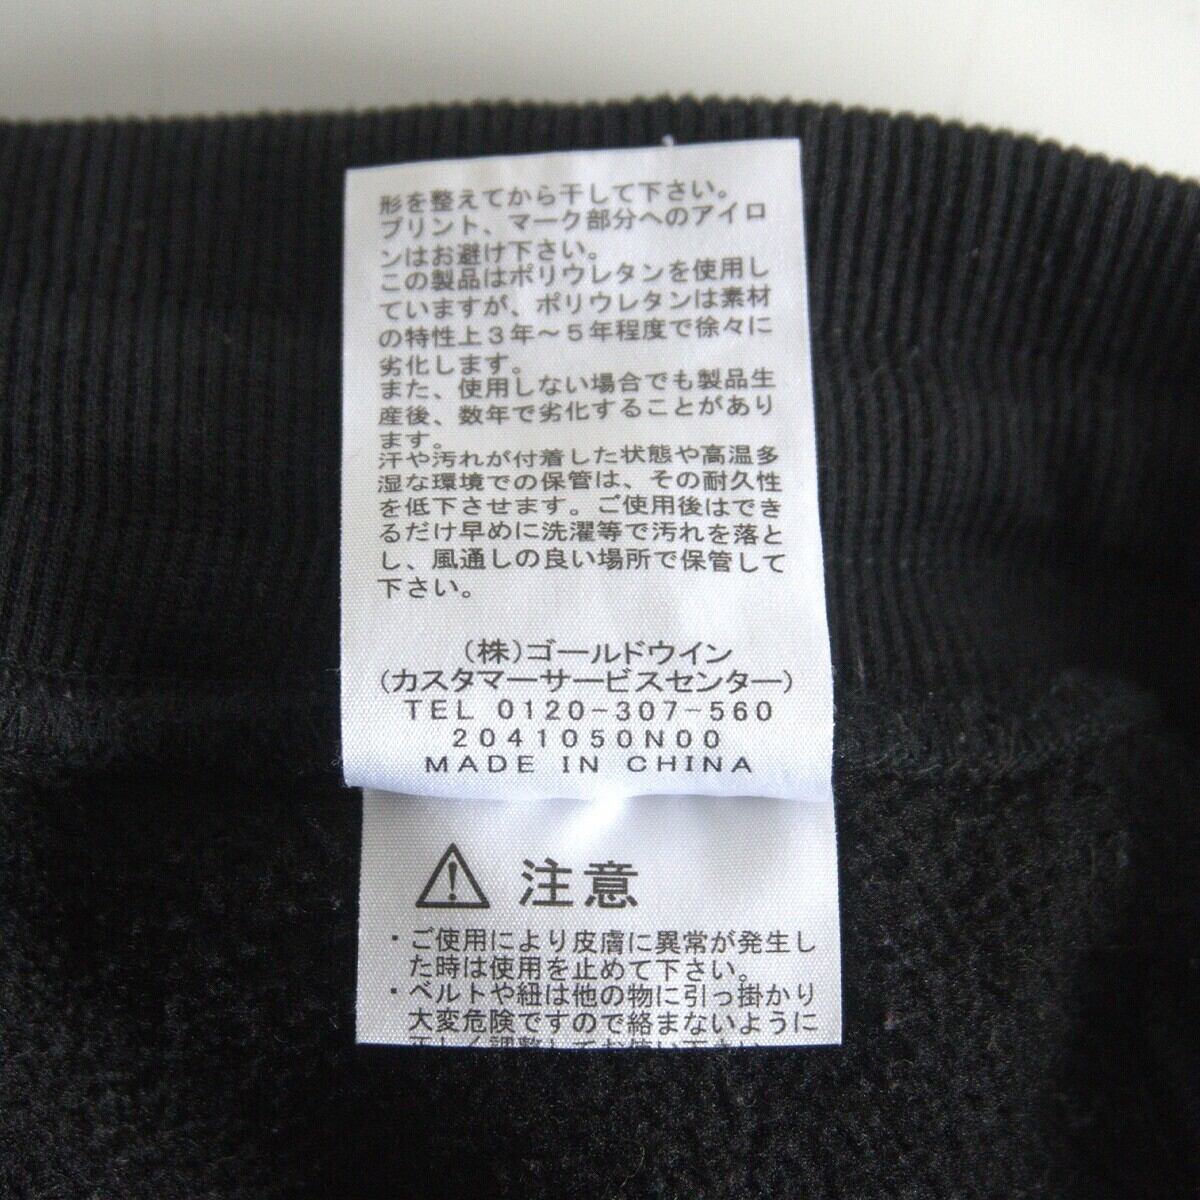 形を整えてから干して下さい。
プリント、マーク部分へのアイロ
ンはお避け下さい。
この製品はポリウレタンを使用し
ていますが、ポリウレタンは素材
の特性上３年～５年程度で徐々に
劣化します。
また、使用しない場合でも製品生
産後、数年で劣化することがあり
ます。
汗や汚れが付着した状態や高温多
湿な環境での保管は、その耐久性
を低下させます。ご使用後はでき
るだけ早めに洗濯等で汚れを落と
し、風通しの良い場所で保管して
下さい。
(株)ゴールドウイン
(カスタマーサービスセンター)
TEL 0120-307-560
2041050N00
MADE IN CHINA
注意
・ご使用により皮膚に異常が発生し
た時は使用を止めて下さい。
・ベルトや紐は他の物に引っ掛かり
大変危険ですので絡まないように
正しく調整してお使い下さい。